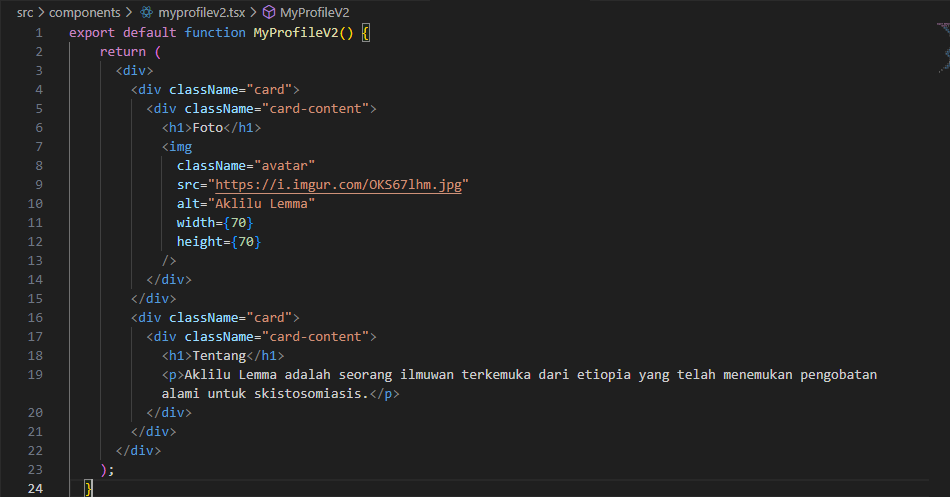 src > components > myprofilev2.tsx > MyProfileV2
1 export default function MyProfileV2() {
2 return (
3 <div>
4 <div className="card">
5 <div className="card-content">
6 <h1>Foto</h1>
7 <img
8 className="avatar"
9 src="https://i.imgur.com/OKS67lhm.jpg"
10 alt="Aklilu Lemma"
11 width={70}
12 height={70}
13 />
14 </div>
15 </div>
16 <div className="card">
17 <div className="card-content">
18 <h1>Tentang</h1>
19 <p>Aklilu Lemma adalah seorang ilmuwan terkemuka dari etiopia yang telah menemukan pengobatan
alami untuk skistosomiasis.</p>
20 </div>
21 </div>
22 </div>
23 );
24 }